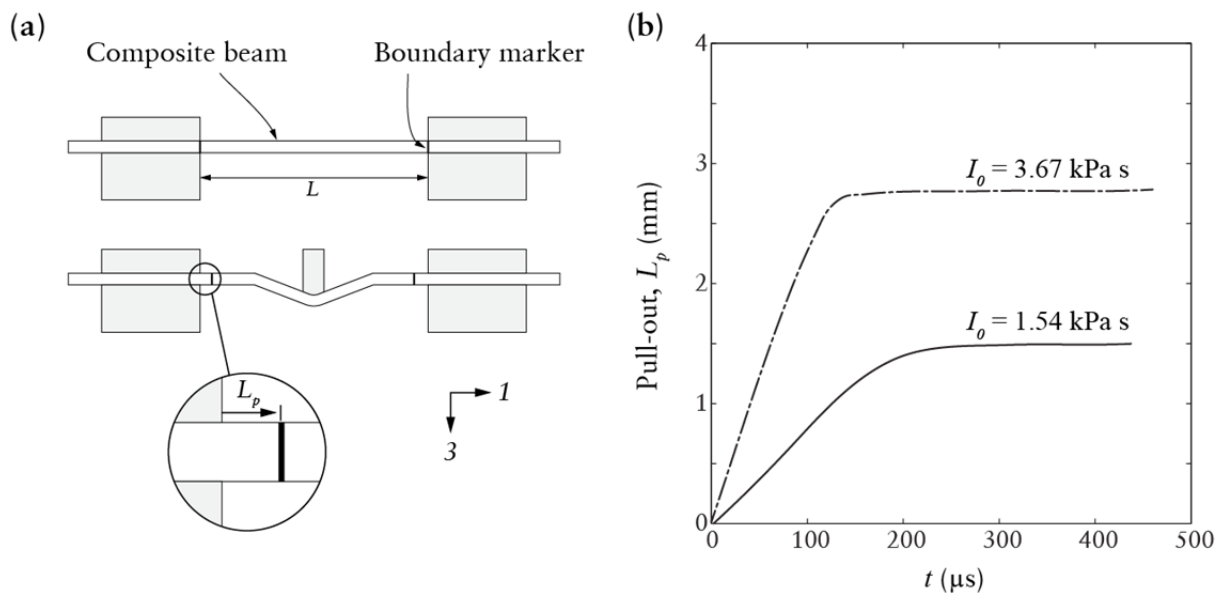 (a)
Composite beam
Boundary marker
L
L_p
1
3
(b)
4
3
2
1
0
Pull-out, L_p (mm)
I_0 = 3.67 kPa s
I_0 = 1.54 kPa s
0 100 200 300 400 500
t (μs)